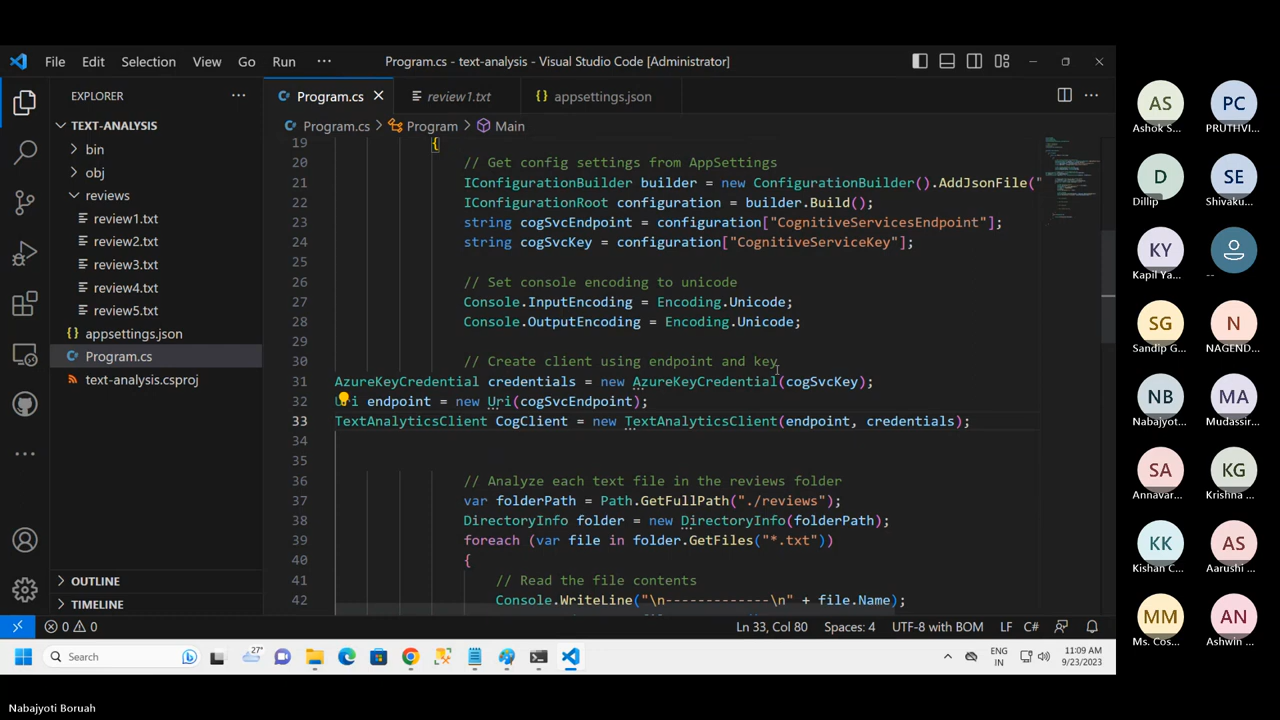 File Edit Selection View Go Run ··· Program.cs - text-analysis - Visual Studio Code [Administrator]
EXPLORER ···
Program.cs
review1.txt
appsettings.json
Program.cs > Program > Main
TEXT-ANALYSIS
bin
obj
reviews
review1.txt
review2.txt
review3.txt
review4.txt
review5.txt
appsettings.json
Program.cs
text-analysis.csproj
OUTLINE
TIMELINE
19 {
20 // Get config settings from AppSettings
21 IConfigurationBuilder builder = new ConfigurationBuilder().AddJsonFile("
22 IConfigurationRoot configuration = builder.Build();
23 string cogSvcEndpoint = configuration["CognitiveServicesEndpoint"];
24 string cogSvcKey = configuration["CognitiveServiceKey"];
25
26 // Set console encoding to unicode
27 Console.InputEncoding = Encoding.Unicode;
28 Console.OutputEncoding = Encoding.Unicode;
29
30 // Create client using endpoint and key
31 AzureKeyCredential credentials = new AzureKeyCredential(cogSvcKey);
32 Uri endpoint = new Uri(cogSvcEndpoint);
33 TextAnalyticsClient CogClient = new TextAnalyticsClient(endpoint, credentials);
34
35
36 // Analyze each text file in the reviews folder
37 var folderPath = Path.GetFullPath("./reviews");
38 DirectoryInfo folder = new DirectoryInfo(folderPath);
39 foreach (var file in folder.GetFiles("*.txt"))
40 {
41 // Read the file contents
42 Console.WriteLine("\n-------------\n" + file.Name);
0 0 Ln 33, Col 80 Spaces: 4 UTF-8 with BOM LF C#
Search 27° ENG IN 11:09 AM 9/23/2023
AS PC
Ashok S... PRUTHVI...
D SE
Dillip Shivaku...
KY
Kapil Ya... --
SG N
Sandip G... NAGEND...
NB MA
Nabajyot... Mudassir...
SA KG
Annavar... Krishna ...
KK AS
Kishan C... Aarushi ...
MM AN
Ms. Cos... Ashwin ...
Nabajyoti Boruah